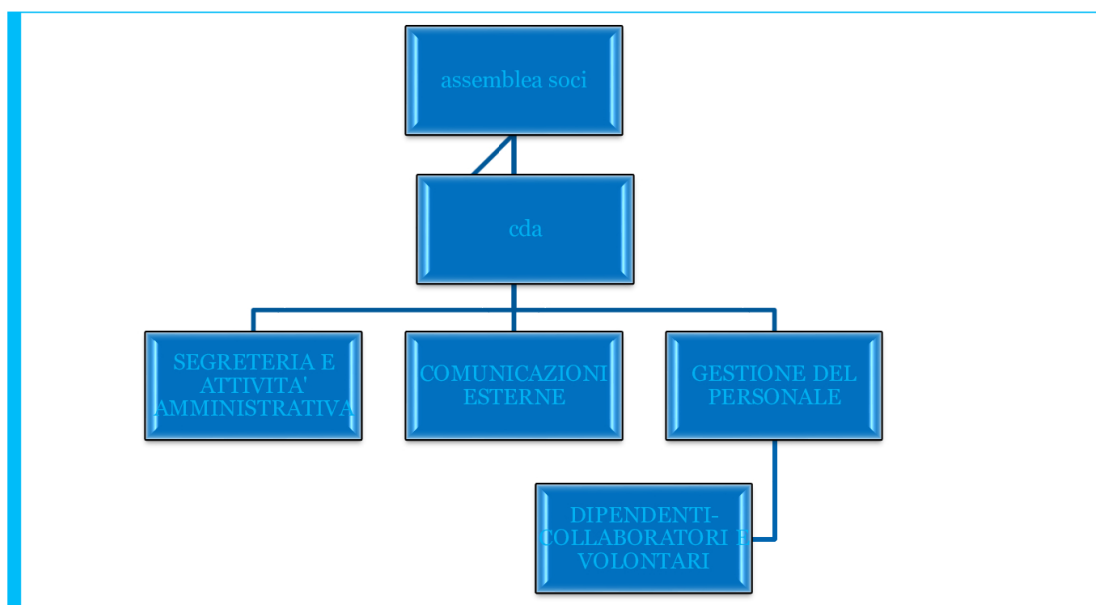 assemblea soci
cda
SEGRETERIA E
ATTIVITA'
AMMINISTRATIVA
COMUNICAZIONI
ESTERNE
GESTIONE DEL
PERSONALE
DIPENDENTI-
COLLABORATORI E
VOLONTARI